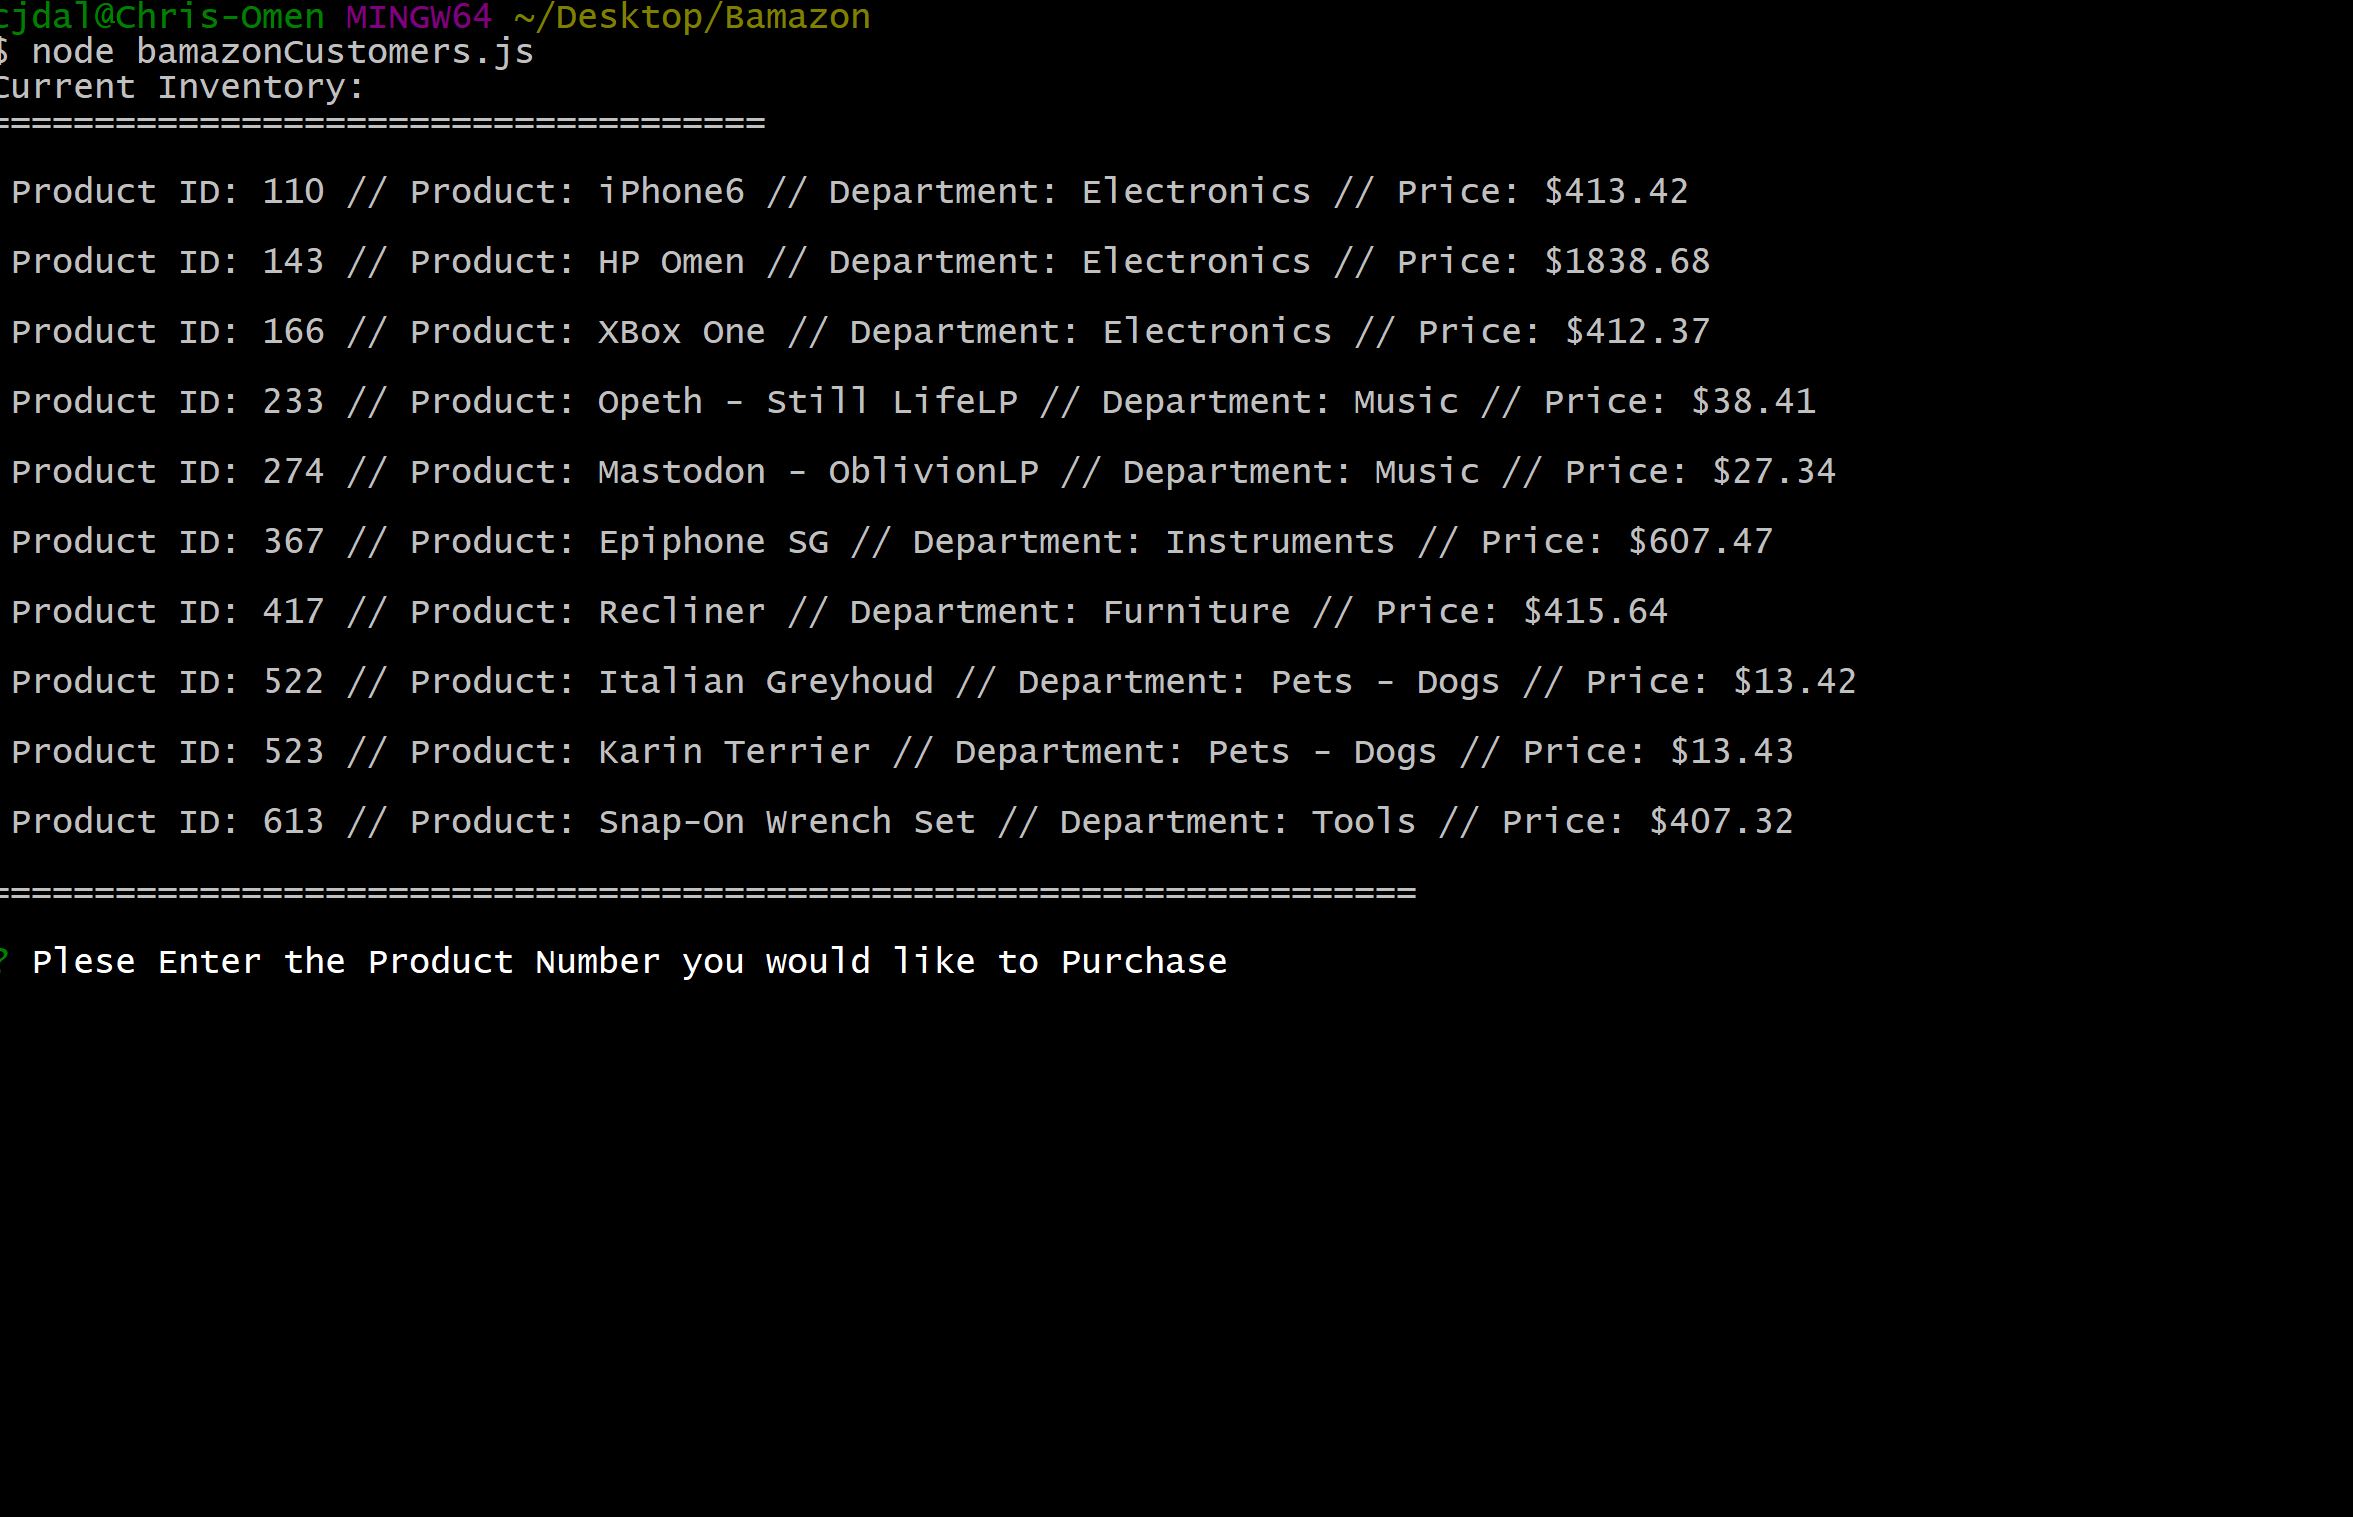 cjdal@Chris-Omen MINGW64 ~/Desktop/Bamazon
$ node bamazonCustomers.js
Current Inventory:
=====================================
Product ID: 110 // Product: iPhone6 // Department: Electronics // Price: $413.42
Product ID: 143 // Product: HP Omen // Department: Electronics // Price: $1838.68
Product ID: 166 // Product: XBox One // Department: Electronics // Price: $412.37
Product ID: 233 // Product: Opeth - Still LifeLP // Department: Music // Price: $38.41
Product ID: 274 // Product: Mastodon - OblivionLP // Department: Music // Price: $27.34
Product ID: 367 // Product: Epiphone SG // Department: Instruments // Price: $607.47
Product ID: 417 // Product: Recliner // Department: Furniture // Price: $415.64
Product ID: 522 // Product: Italian Greyhoud // Department: Pets - Dogs // Price: $13.42
Product ID: 523 // Product: Karin Terrier // Department: Pets - Dogs // Price: $13.43
Product ID: 613 // Product: Snap-On Wrench Set // Department: Tools // Price: $407.32
====================================================================
? Plese Enter the Product Number you would like to Purchase